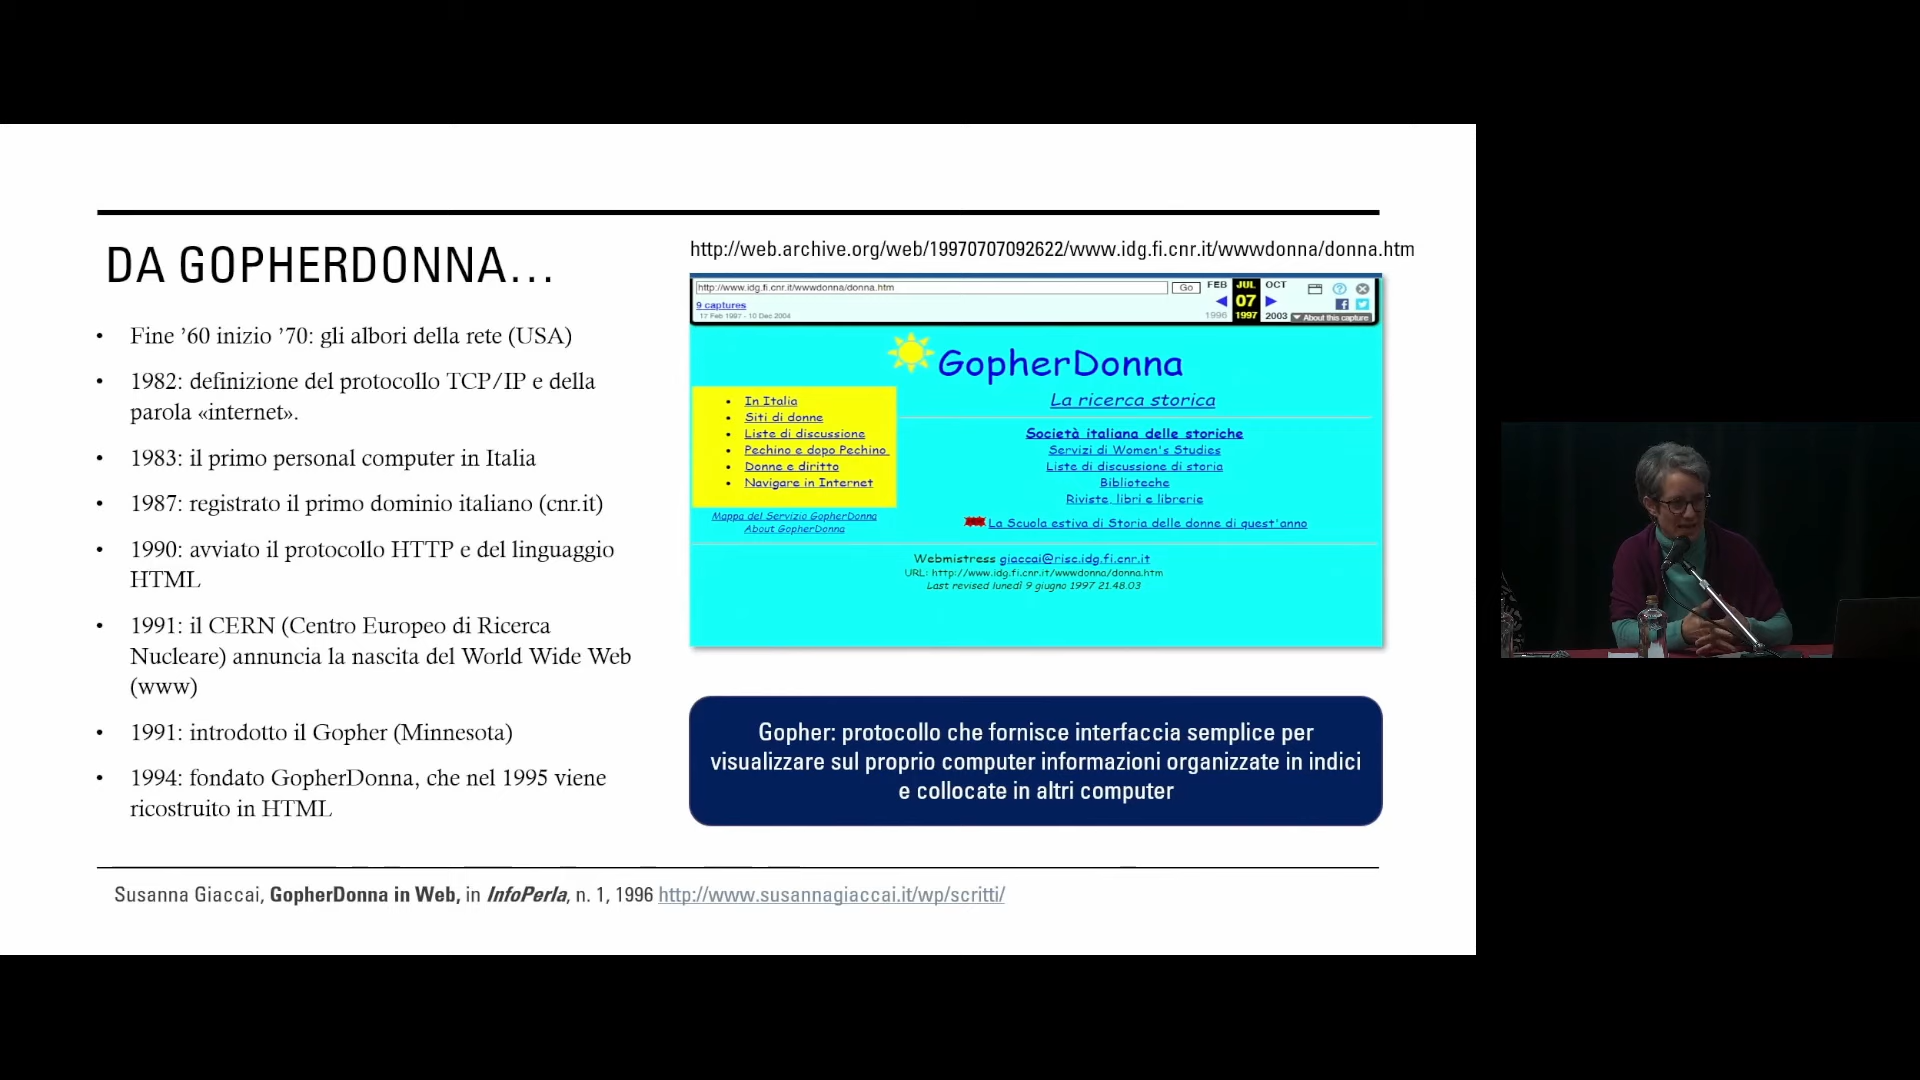 DA GOPHERDONNA...
• Fine ’60 inizio ’70: gli albori della rete (USA)
• 1982: definizione del protocollo TCP/IP e della
parola «internet».
• 1983: il primo personal computer in Italia
• 1987: registrato il primo dominio italiano (cnr.it)
• 1990: avviato il protocollo HTTP e del linguaggio
HTML
• 1991: il CERN (Centro Europeo di Ricerca
Nucleare) annuncia la nascita del World Wide Web
(www)
• 1991: introdotto il Gopher (Minnesota)
• 1994: fondato GopherDonna, che nel 1995 viene
ricostruito in HTML
http://web.archive.org/web/19970707092622/www.idg.fi.cnr.it/wwwdonna/donna.htm
http://www.idg.fi.cnr.it/wwwdonna/donna.htm Go FEB JUL OCT
9 captures 07
17 Feb 1997 - 10 Dec 2004 1996 1997 2003 About this capture
GopherDonna
• In Italia
• Siti di donne
• Liste di discussione
• Pechino e dopo Pechino
• Donne e diritto
• Navigare in Internet
Mappa del Servizio GopherDonna
About GopherDonna
La ricerca storica
Società italiana delle storiche
Servizi di Women's Studies
Liste di discussione di storia
Biblioteche
Riviste, libri e librerie
La Scuola estiva di Storia delle donne di quest'anno
Webmistress giaccai@risc.idg.fi.cnr.it
URL: http://www.idg.fi.cnr.it/wwwdonna/donna.htm
Last revised lunedì 9 giugno 1997 21.48.03
Gopher: protocollo che fornisce interfaccia semplice per
visualizzare sul proprio computer informazioni organizzate in indici
e collocate in altri computer
Susanna Giaccai, GopherDonna in Web, in InfoPerla, n. 1, 1996 http://www.susannagiaccai.it/wp/scritti/